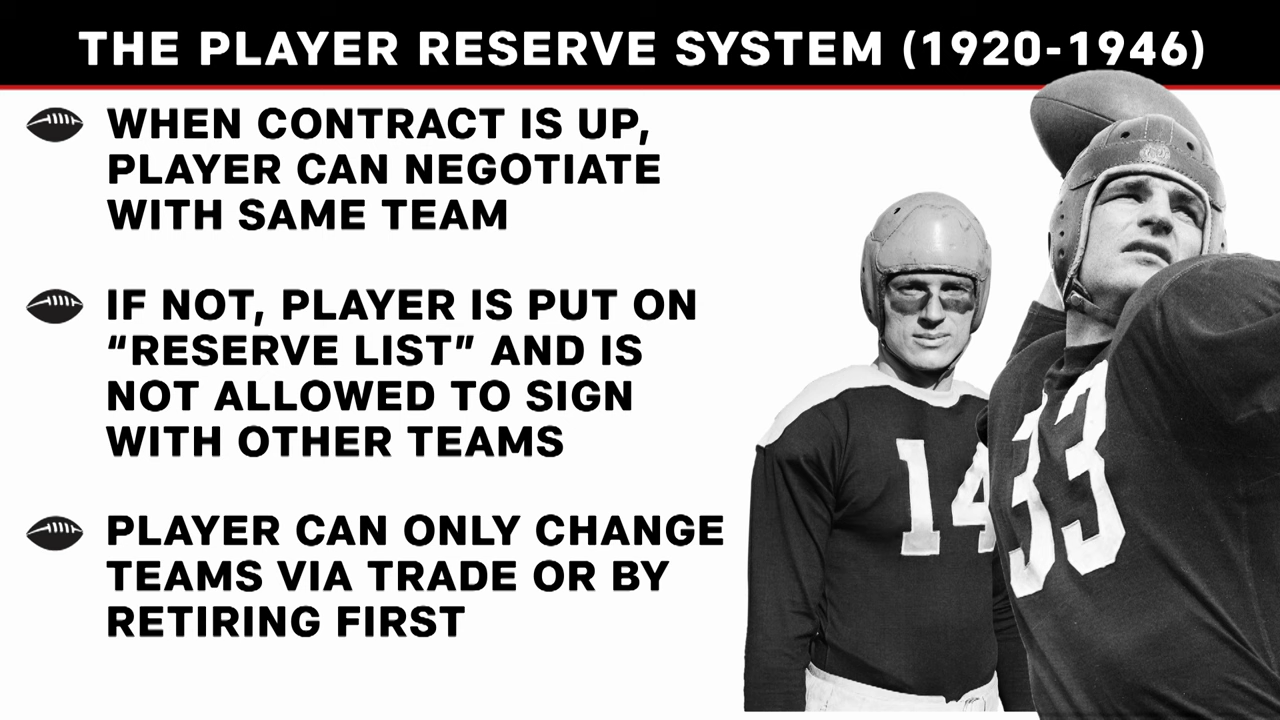 THE PLAYER RESERVE SYSTEM (1920-1946)
WHEN CONTRACT IS UP,
PLAYER CAN NEGOTIATE
WITH SAME TEAM
IF NOT, PLAYER IS PUT ON
“RESERVE LIST” AND IS
NOT ALLOWED TO SIGN
WITH OTHER TEAMS
PLAYER CAN ONLY CHANGE
TEAMS VIA TRADE OR BY
RETIRING FIRST
14
33